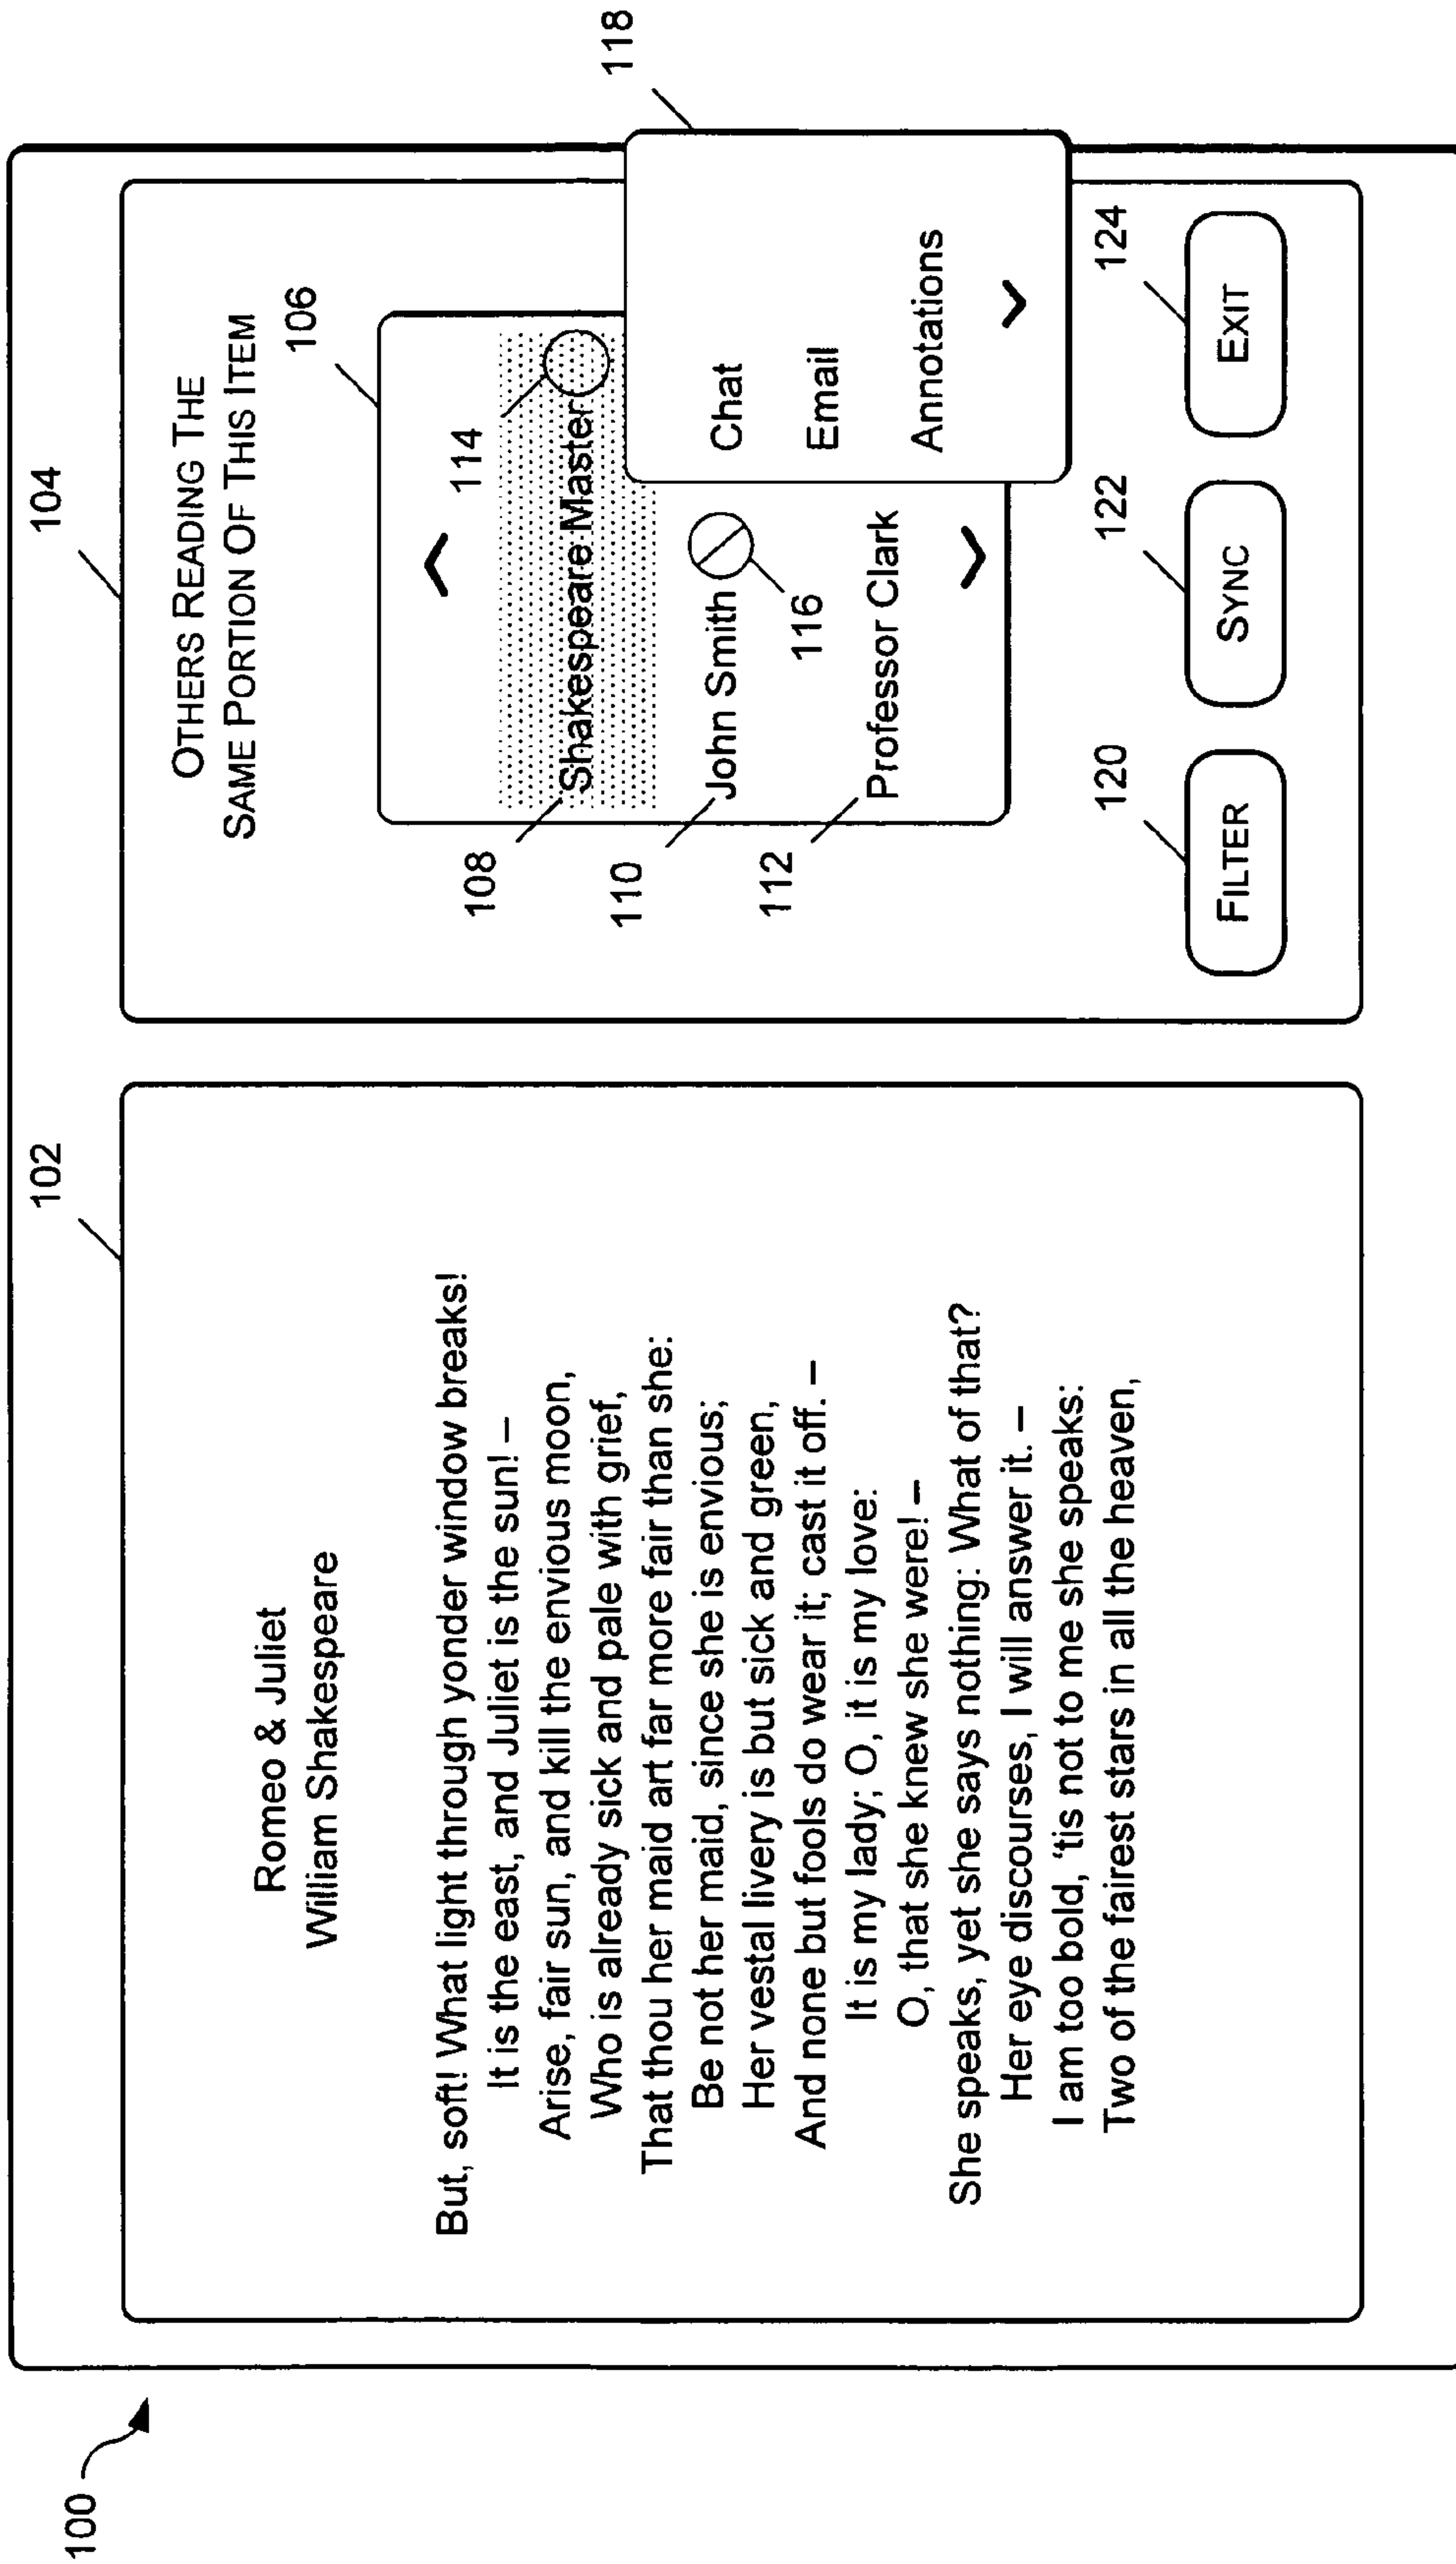 100
102
Romeo & Juliet
William Shakespeare
But, soft! What light through yonder window breaks!
It is the east, and Juliet is the sun! –
Arise, fair sun, and kill the envious moon,
Who is already sick and pale with grief,
That thou her maid art far more fair than she:
Be not her maid, since she is envious;
Her vestal livery is but sick and green,
And none but fools do wear it; cast it off. –
It is my lady; O, it is my love:
O, that she knew she were! –
She speaks, yet she says nothing: What of that?
Her eye discourses, I will answer it. –
I am too bold, 'tis not to me she speaks:
Two of the fairest stars in all the heaven,
104
OTHERS READING THE
SAME PORTION OF THIS ITEM
106
108
Shakespeare Master
114
110
John Smith
116
112
Professor Clark
118
Chat
Email
Annotations
120
FILTER
122
SYNC
124
EXIT